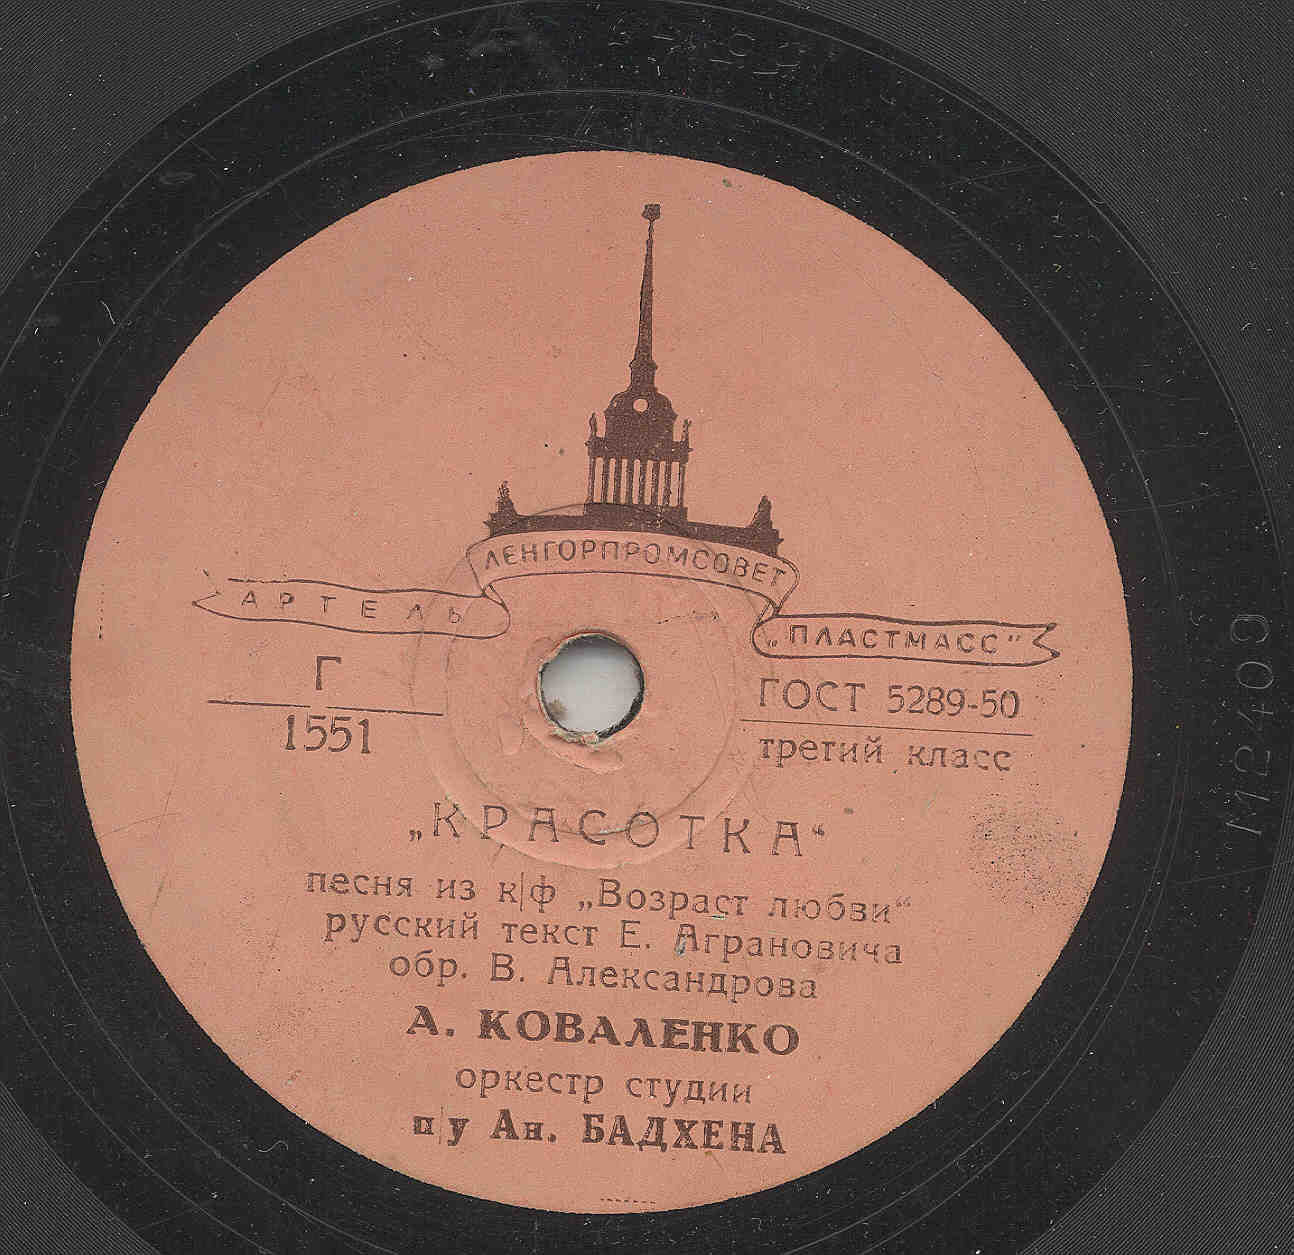 ЛЕНГОРПРОМСОВЕТ
АРТЕЛЬ
„ПЛАСТМАСС"
Г
1551
ГОСТ 5289-50
третий класс
„КРАСОТКА“
песня из к/ф „Возраст любви“
русский текст Е. Аграновича
обр. В. Александрова
А. КОВАЛЕНКО
оркестр студии
п/у Ан. БАДХЕНА
М2409